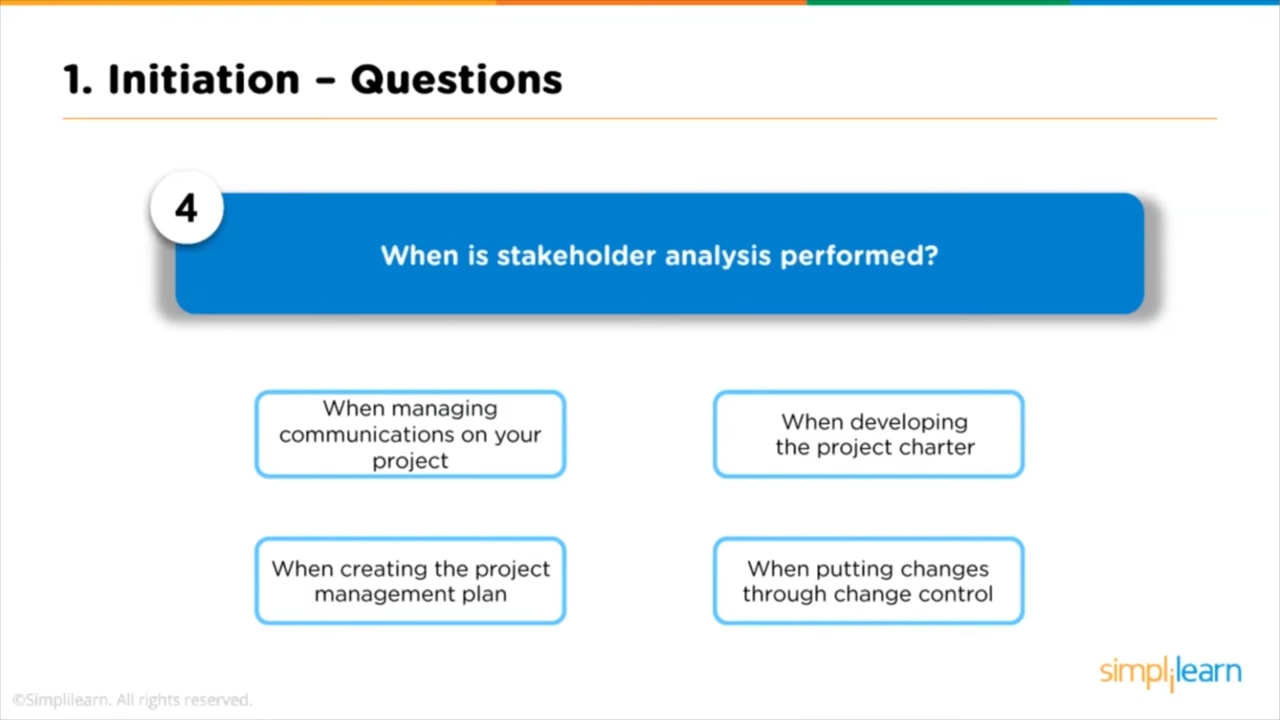 1. Initiation – Questions
4
When is stakeholder analysis performed?
When managing
communications on your
project
When developing
the project charter
When creating the project
management plan
When putting changes
through change control
simplilearn
©Simplilearn. All rights reserved.